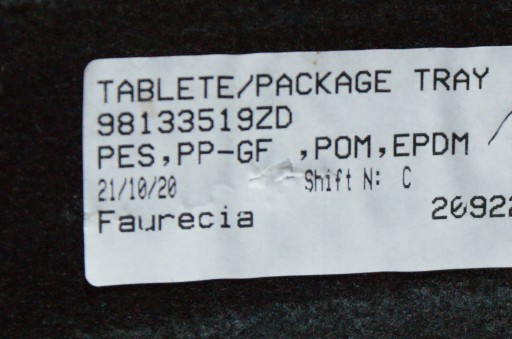 TABLETE/PACKAGE TRAY
98133519ZD
PES,PP-GF ,POM,EPDM
21/10/20 Shift N: C
Faurecia